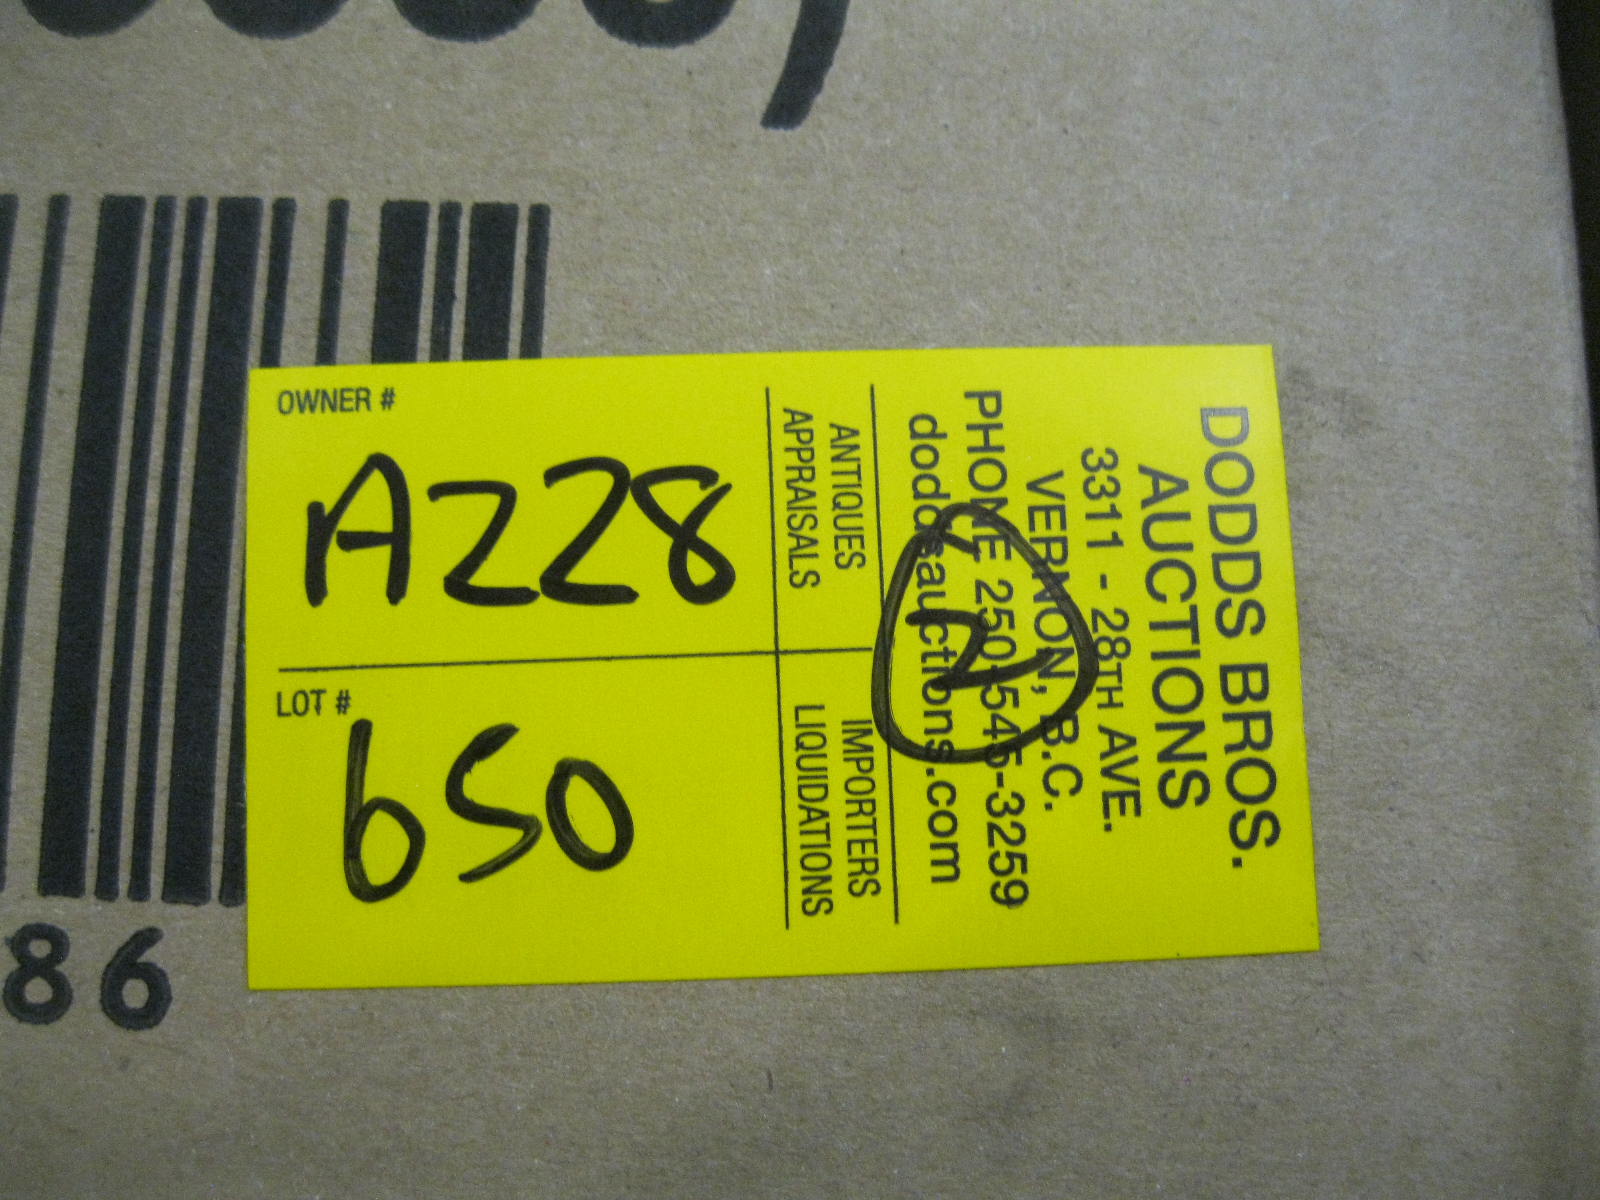 OWNER #
A228
LOT #
650
DODDS BROS.
AUCTIONS
3311 - 28TH AVE.
VERNON, B.C.
PHONE 250-545-3259
doddsauctions.com
ANTIQUES
APPRAISALS
IMPORTERS
LIQUIDATIONS
86